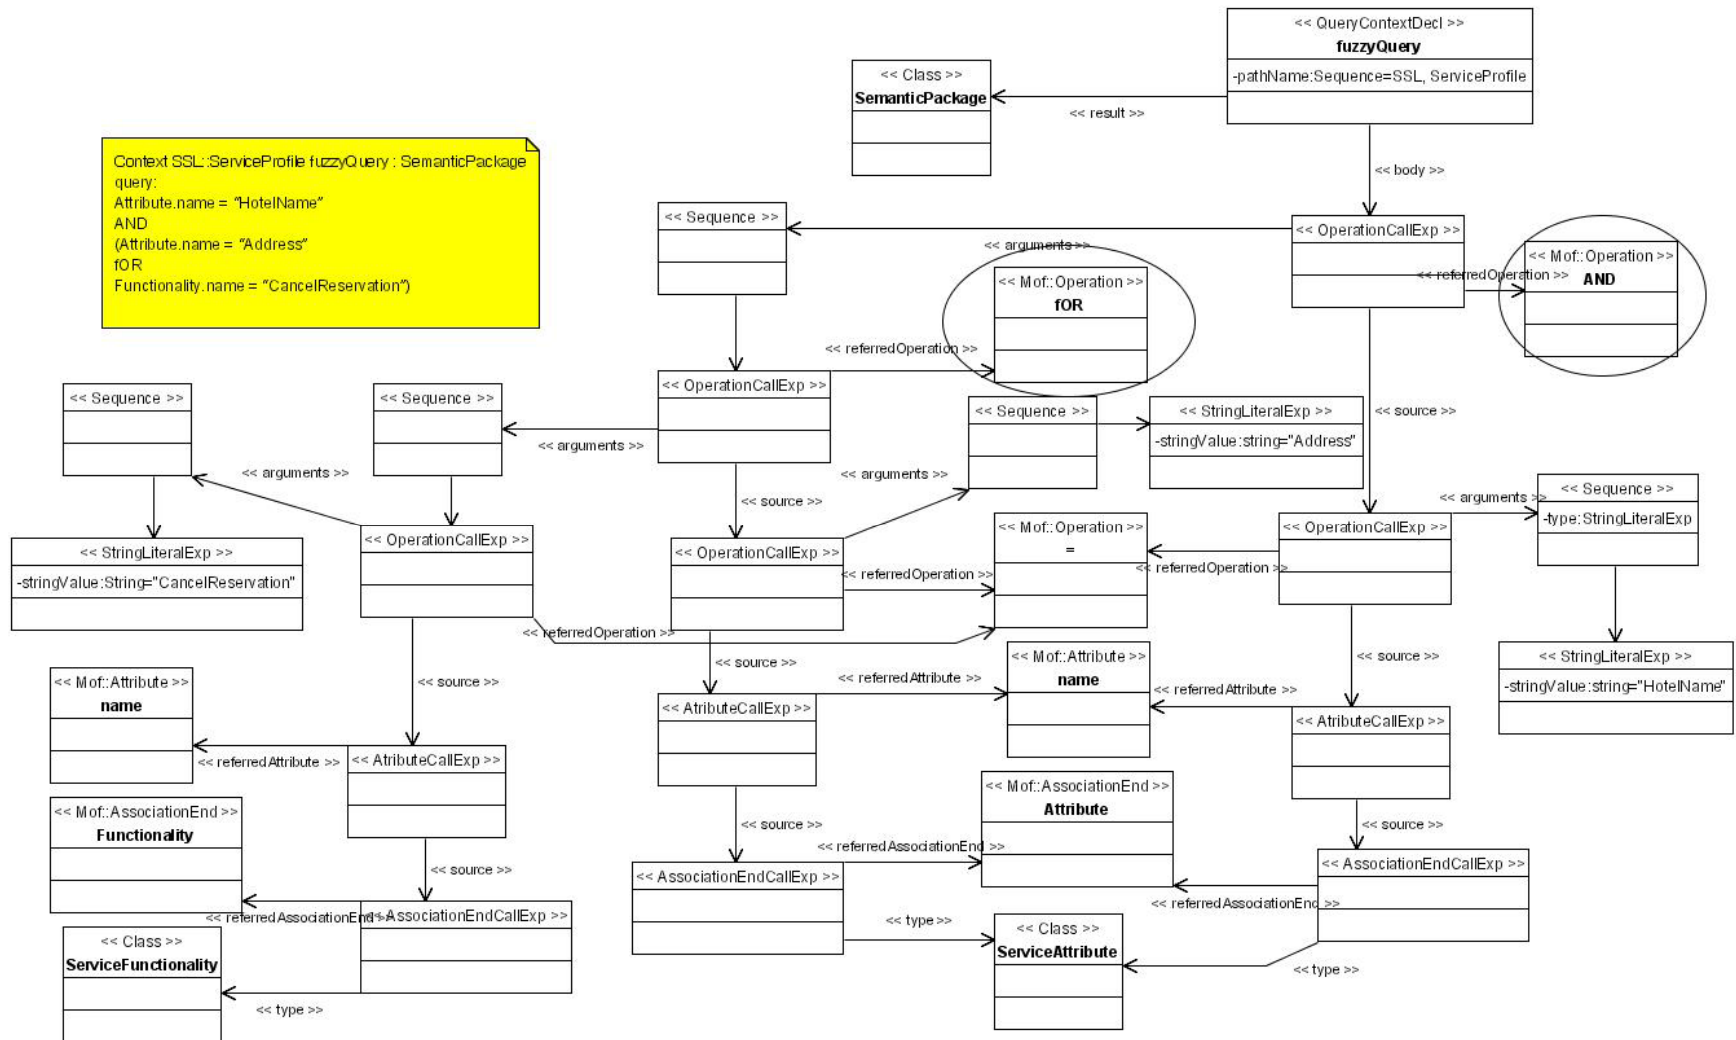 << QueryContextDecl >>
fuzzyQuery
-pathName:Sequence=SSL, ServiceProfile
<< Class >>
SemanticPackage
<< result >>
<< body >>
Context SSL::ServiceProfile fuzzyQuery : SemanticPackage
query:
Attribute.name = “HotelName”
AND
(Attribute.name = “Address”
fOR
Functionality.name = “CancelReservation”)
<< Sequence >>
<< arguments >>
<< OperationCallExp >>
<< referredOperation >>
<< Mof::Operation >>
AND
<< Mof::Operation >>
fOR
<< referredOperation >>
<< Sequence >>
<< Sequence >>
<< OperationCallExp >>
<< arguments >>
<< Sequence >>
<< StringLiteralExp >>
-stringValue:string="Address"
<< source >>
<< arguments >>
<< arguments >>
<< source >>
<< arguments >>
<< Sequence >>
-type:StringLiteralExp
<< StringLiteralExp >>
-stringValue:String="CancelReservation"
<< OperationCallExp >>
<< OperationCallExp >>
<< referredOperation >>
<< Mof::Operation >>
=
<< referredOperation >>
<< OperationCallExp >>
<< referredOperation >>
<< source >>
<< source >>
<< source >>
<< StringLiteralExp >>
-stringValue:string="HotelName"
<< Mof::Attribute >>
name
<< referredAttribute >>
<< AtributeCallExp >>
<< AtributeCallExp >>
<< referredAttribute >>
<< Mof::Attribute >>
name
<< referredAttribute >>
<< AtributeCallExp >>
<< Mof::AssociationEnd >>
Functionality
<< source >>
<< source >>
<< source >>
<< referredAssociationEnd >>
<< AssociationEndCallExp >>
<< AssociationEndCallExp >>
<< referredAssociationEnd >>
<< Mof::AssociationEnd >>
Attribute
<< referredAssociationEnd >>
<< AssociationEndCallExp >>
<< Class >>
ServiceFunctionality
<< type >>
<< type >>
<< Class >>
ServiceAttribute
<< type >>